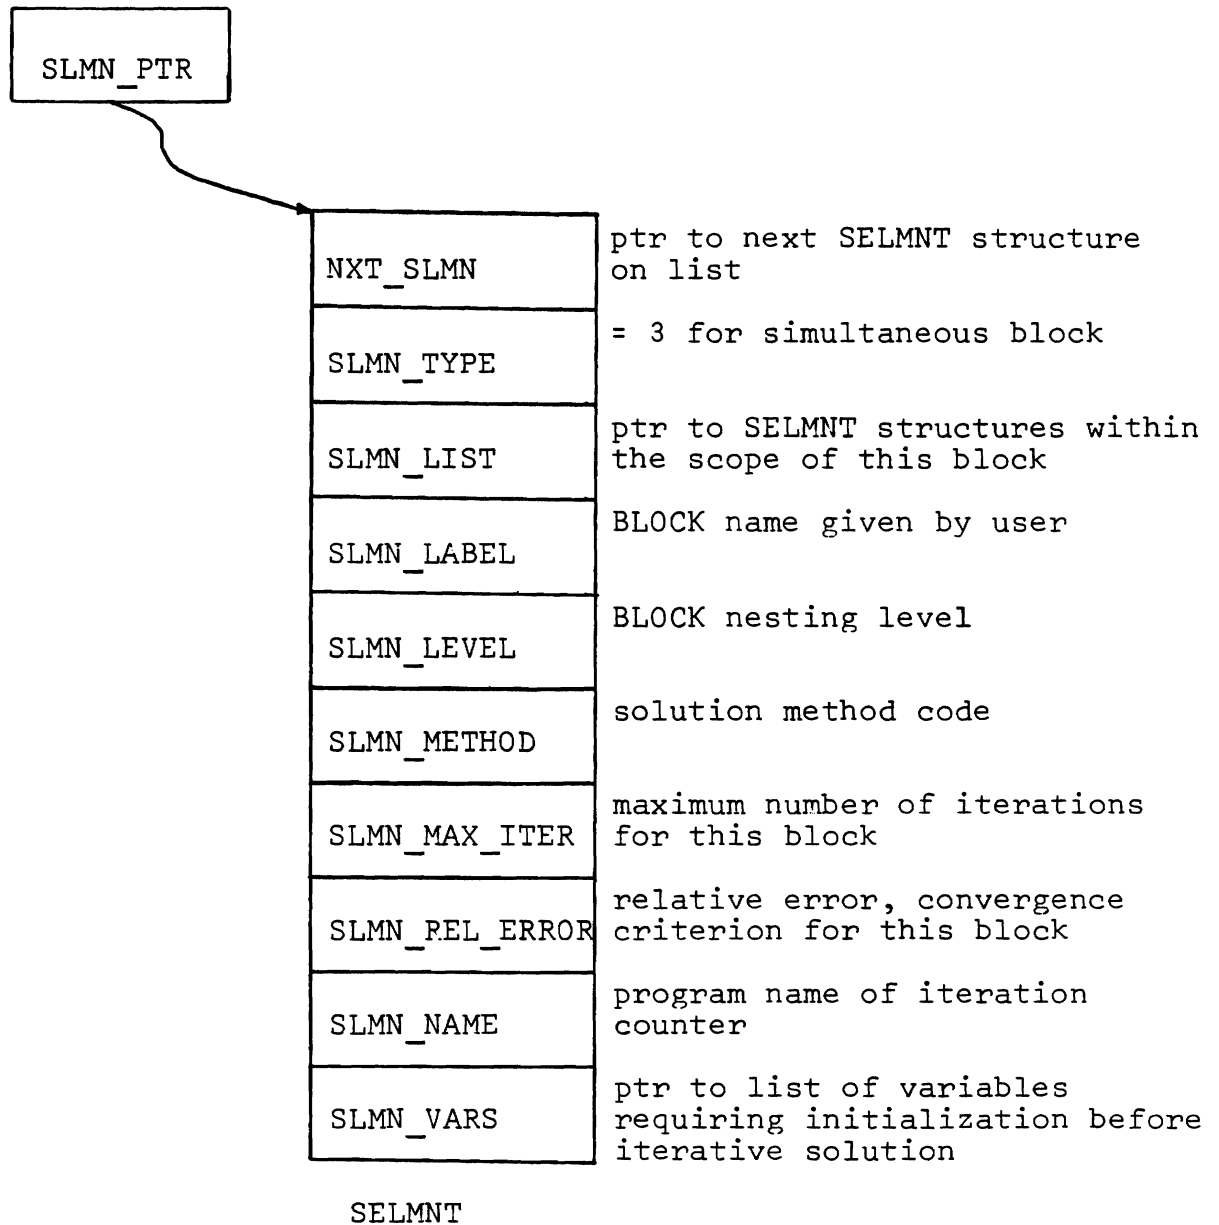 SLMN_PTR
NXT_SLMN
ptr to next SELMNT structure
on list
SLMN_TYPE
= 3 for simultaneous block
SLMN_LIST
ptr to SELMNT structures within
the scope of this block
SLMN_LABEL
BLOCK name given by user
SLMN_LEVEL
BLOCK nesting level
SLMN_METHOD
solution method code
SLMN_MAX_ITER
maximum number of iterations
for this block
SLMN_REL_ERROR
relative error, convergence
criterion for this block
SLMN_NAME
program name of iteration
counter
SLMN_VARS
ptr to list of variables
requiring initialization before
iterative solution
SELMNT